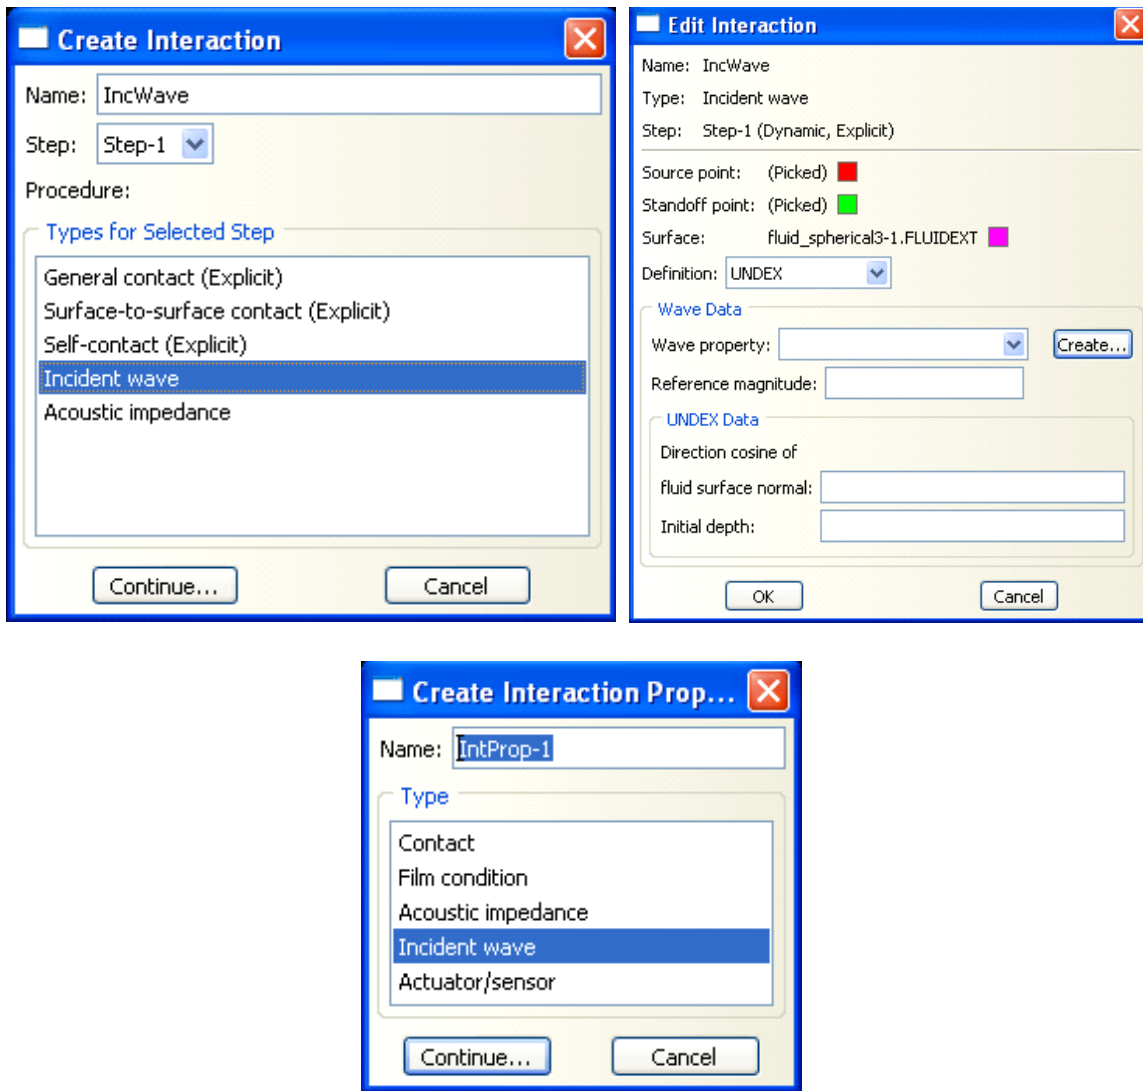 Create Interaction
Name: IncWave
Step: Step-1
Procedure:
Types for Selected Step
General contact (Explicit)
Surface-to-surface contact (Explicit)
Self-contact (Explicit)
Incident wave
Acoustic impedance
Continue... Cancel
Edit Interaction
Name: IncWave
Type: Incident wave
Step: Step-1 (Dynamic, Explicit)
Source point: (Picked)
Standoff point: (Picked)
Surface: fluid_spherical3-1.FLUIDEXT
Definition: UNDEX
Wave Data
Wave property: Create...
Reference magnitude:
UNDEX Data
Direction cosine of
fluid surface normal:
Initial depth:
OK Cancel
Create Interaction Prop...
Name: IntProp-1
Type
Contact
Film condition
Acoustic impedance
Incident wave
Actuator/sensor
Continue... Cancel